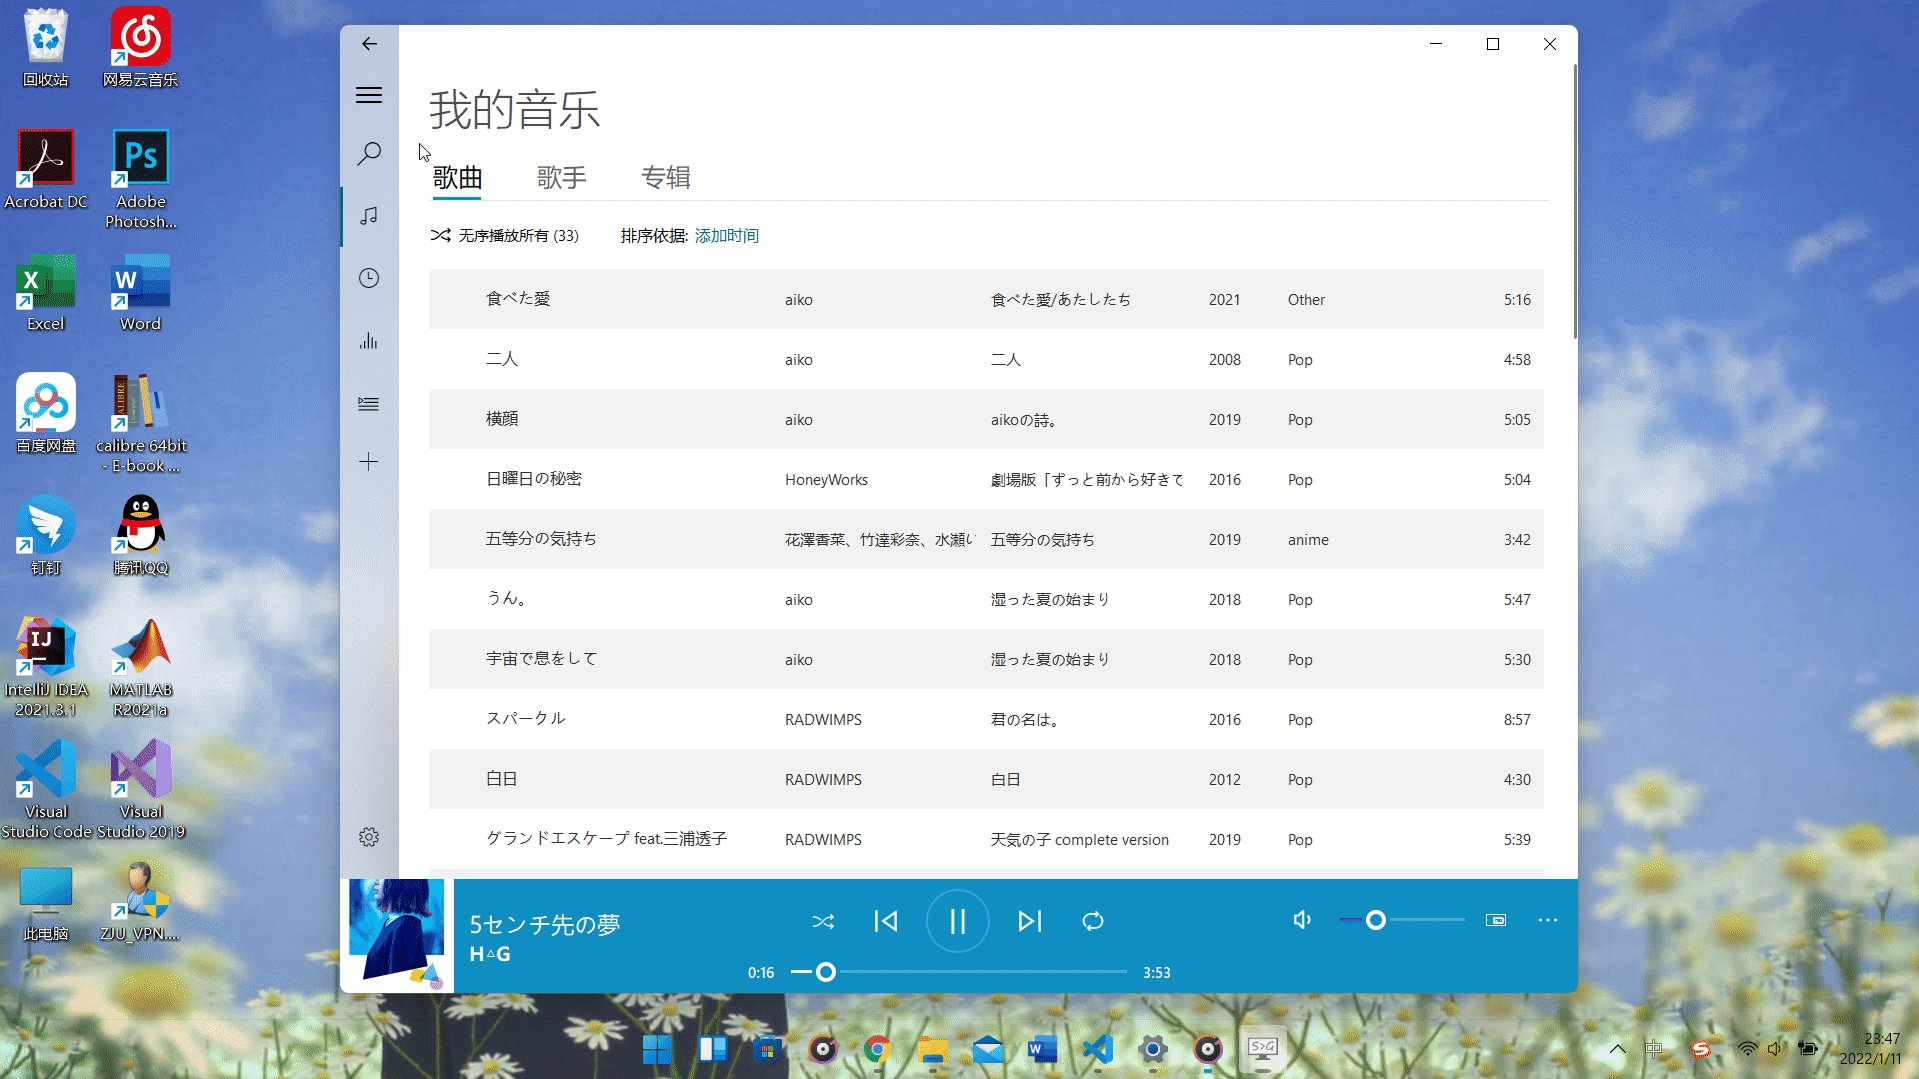 回收站
网易云音乐
Acrobat DC
Ps
Adobe
Photosh...
X
Excel
W
Word
百度网盘
CALIBRE
calibre 64bit
- E-book ...
钉钉
腾讯QQ
IJ
IntelliJ IDEA
2021.3.1
MATLAB
R2021a
Visual
Studio Code
Visual
Studio 2019
此电脑
ZJU_VPN....
我的音乐
歌曲 歌手 专辑
无序播放所有 (33) 排序依据: 添加时间
食べた愛 aiko 食べた愛/あたしたち 2021 Other 5:16
二人 aiko 二人 2008 Pop 4:58
横顔 aiko aikoの詩。 2019 Pop 5:05
日曜日の秘密 HoneyWorks 劇場版「ずっと前から好きで 2016 Pop 5:04
五等分の気持ち 花澤香菜、竹達彩奈、水瀬い 五等分の気持ち 2019 anime 3:42
うん。 aiko 湿った夏の始まり 2018 Pop 5:47
宇宙で息をして aiko 湿った夏の始まり 2018 Pop 5:30
スパークル RADWIMPS 君の名は。 2016 Pop 8:57
白日 RADWIMPS 白日 2012 Pop 4:30
グランドエスケープ feat.三浦透子 RADWIMPS 天気の子 complete version 2019 Pop 5:39
5センチ先の夢
H△G
0:16 3:53
W
S>G
中
S
23:47
2022/1/11